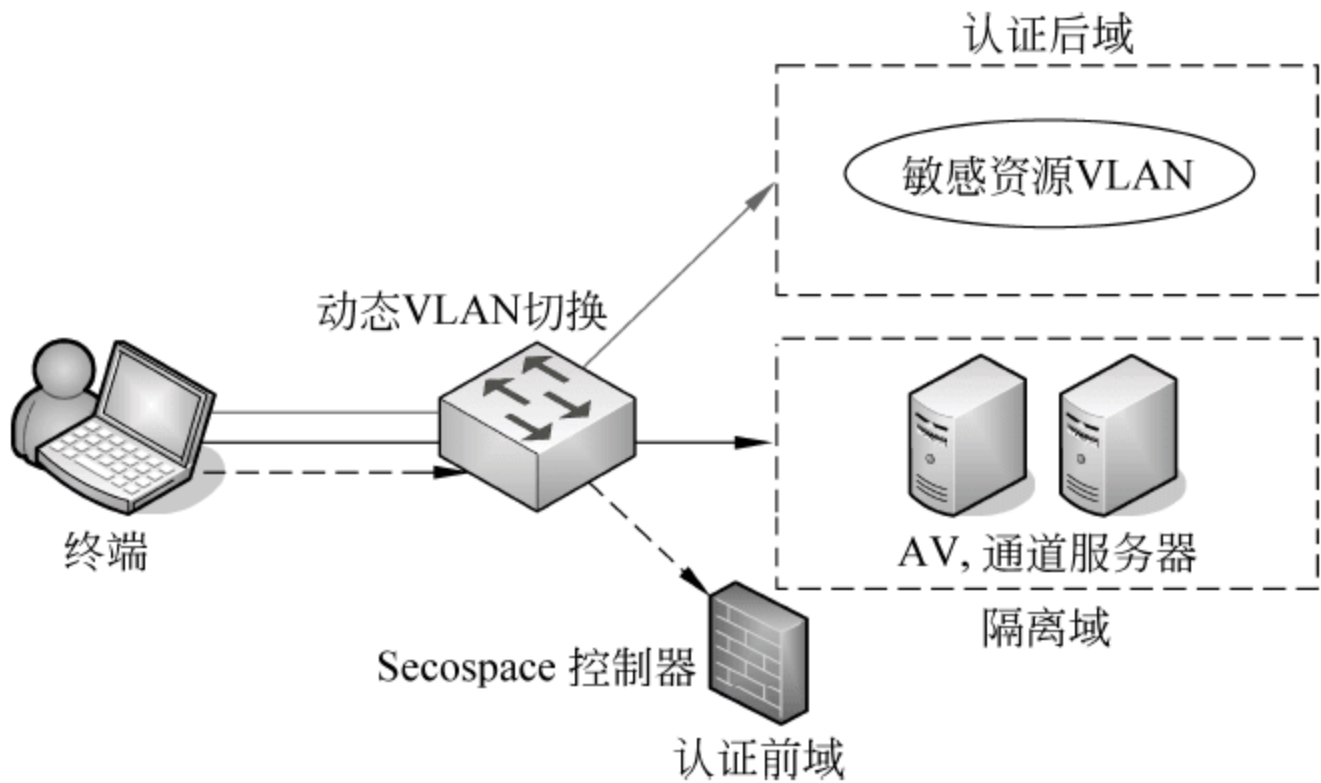 认证后域
敏感资源VLAN
动态VLAN切换
终端
AV, 通道服务器
隔离域
Secospace 控制器
认证前域